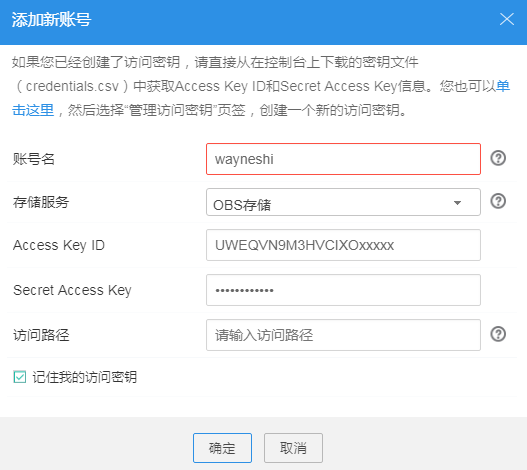 添加新账号
如果您已经创建了访问密钥，请直接从在控制台上下载的密钥文件
（credentials.csv）中获取Access Key ID和Secret Access Key信息。您也可以单
击这里，然后选择“管理访问密钥”页签，创建一个新的访问密钥。
账号名 wayneshi
存储服务 OBS存储
Access Key ID UWEQVN9M3HVCIXOxxxxx
Secret Access Key ••••••••••••
访问路径 请输入访问路径
记住我的访问密钥
确定 取消